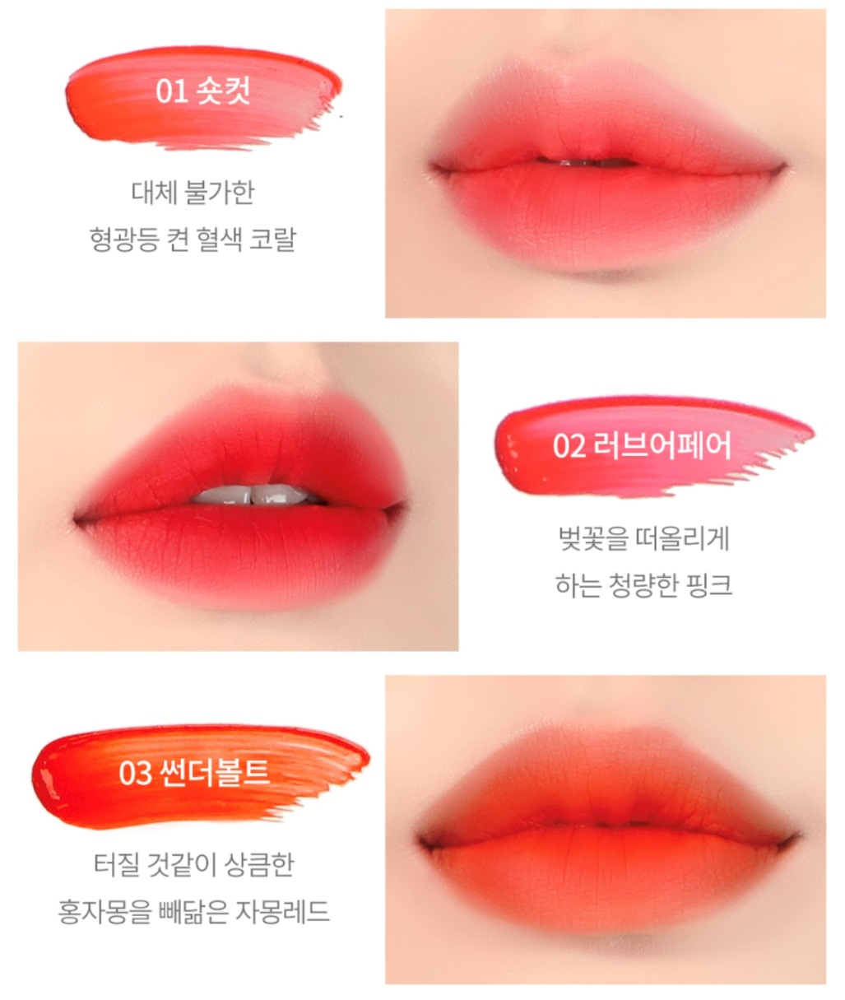 01 숏컷
대체 불가한
형광등 켠 혈색 코랄
02 러브어페어
벚꽃을 떠올리게
하는 청량한 핑크
03 썬더볼트
터질 것같이 상큼한
홍자몽을 빼닮은 자몽레드